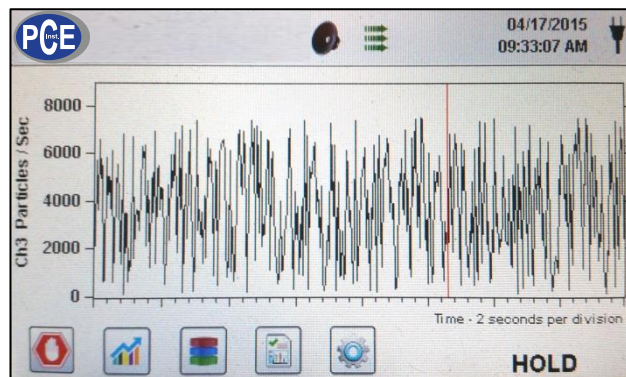 PCE
Inst.
04/17/2015
09:33:07 AM
Ch3 Particles / Sec
8000
6000
4000
2000
0
Time - 2 seconds per division
HOLD